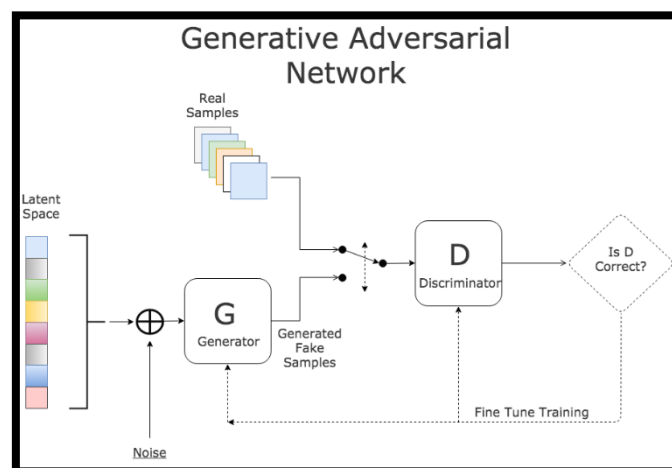 Generative Adversarial
Network
Real
Samples
Latent
Space
D
Discriminator
Is D
Correct?
G
Generator
Generated
Fake
Samples
Fine Tune Training
Noise